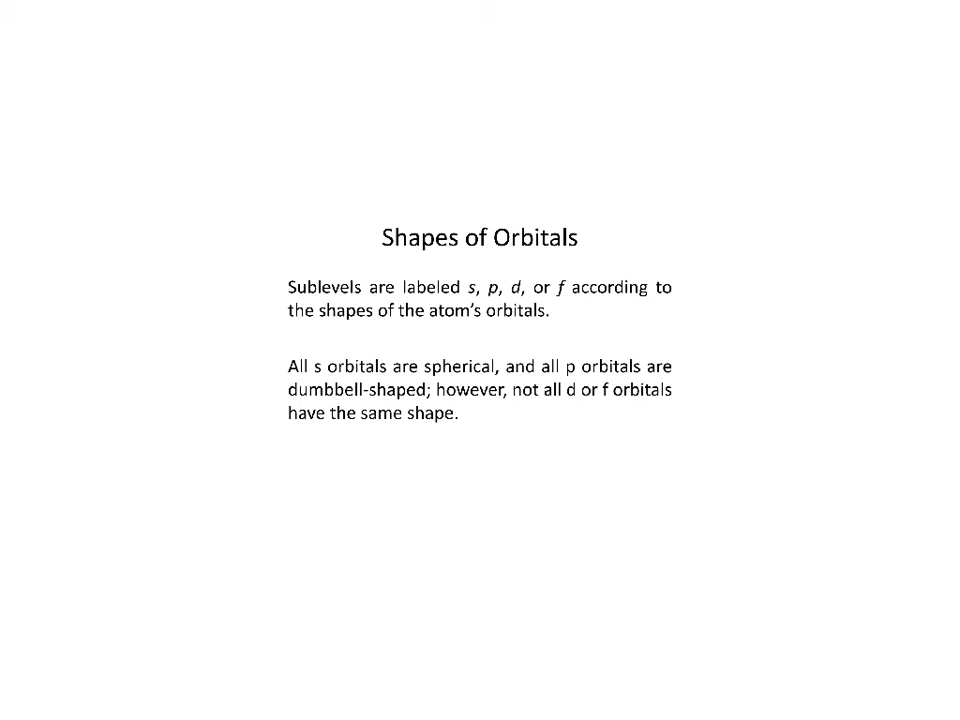 Shapes of Orbitals
Sublevels are labeled s, p, d, or f according to
the shapes of the atom’s orbitals.
All s orbitals are spherical, and all p orbitals are
dumbbell-shaped; however, not all d or f orbitals
have the same shape.